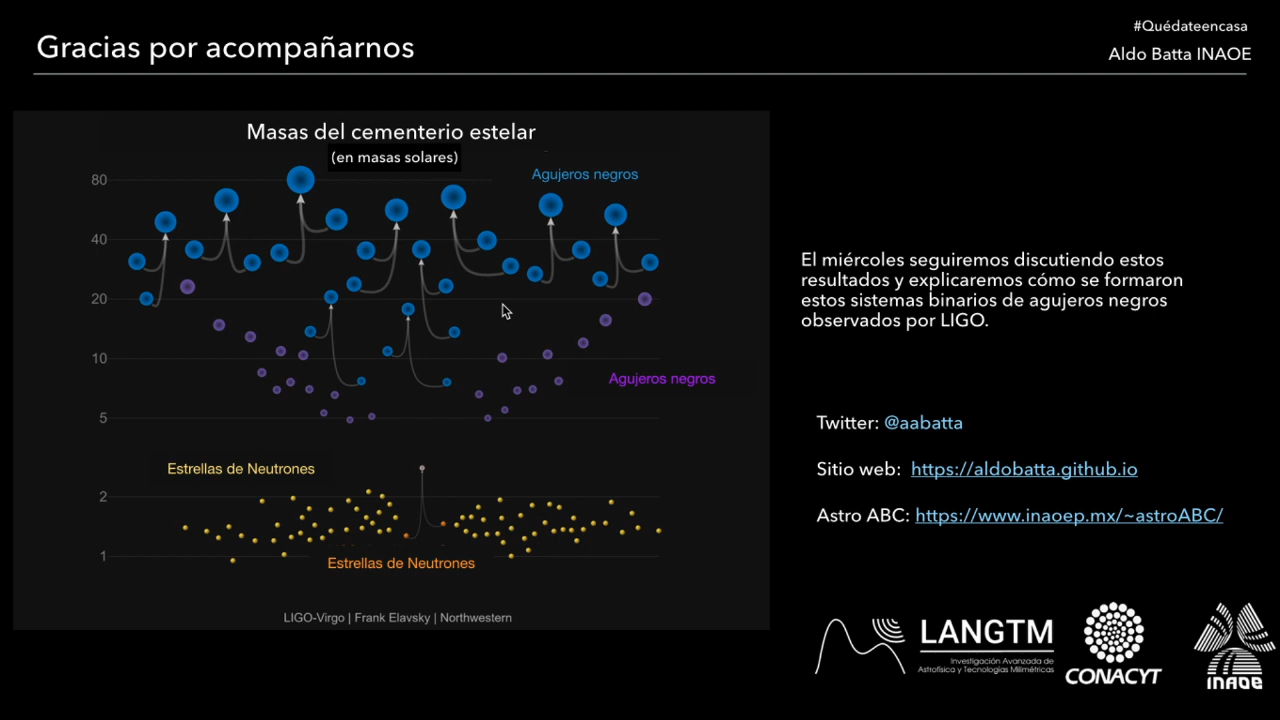 #Quédateencasa
Gracias por acompañarnos
Aldo Batta INAOE
Masas del cementerio estelar
(en masas solares)
Agujeros negros
80
40
20
10
5
2
1
Agujeros negros
Estrellas de Neutrones
Estrellas de Neutrones
LIGO-Virgo | Frank Elavsky | Northwestern
El miércoles seguiremos discutiendo estos
resultados y explicaremos cómo se formaron
estos sistemas binarios de agujeros negros
observados por LIGO.
Twitter: @aabatta
Sitio web: https://aldobatta.github.io
Astro ABC: https://www.inaoep.mx/~astroABC/
LANGTM
Investigación Avanzada de
Astrofísica y Tecnologías Milimétricas
CONACYT
INAOE